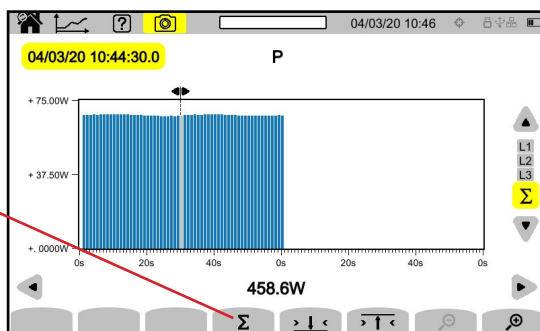 04/03/20 10:46
04/03/20 10:44:30.0
P
+ 75.00W
+ 37.50W
+. 0000W
0s 20s 40s 0s 20s 40s 0s
L1
L2
L3
Σ
458.6W
Σ